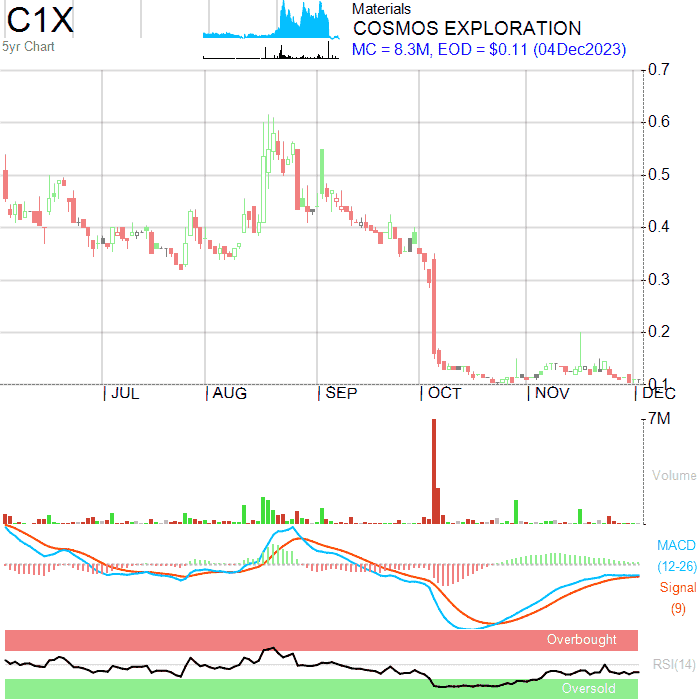 C1X
5yr Chart
Materials
COSMOS EXPLORATION
MC = 8.3M, EOD = $0.11 (04Dec2023)
0.7
0.6
0.5
0.4
0.3
0.2
0.1
JUL AUG SEP OCT NOV DEC
7M
Volume
MACD
(12-26)
Signal
(9)
Overbought
RSI(14)
Oversold